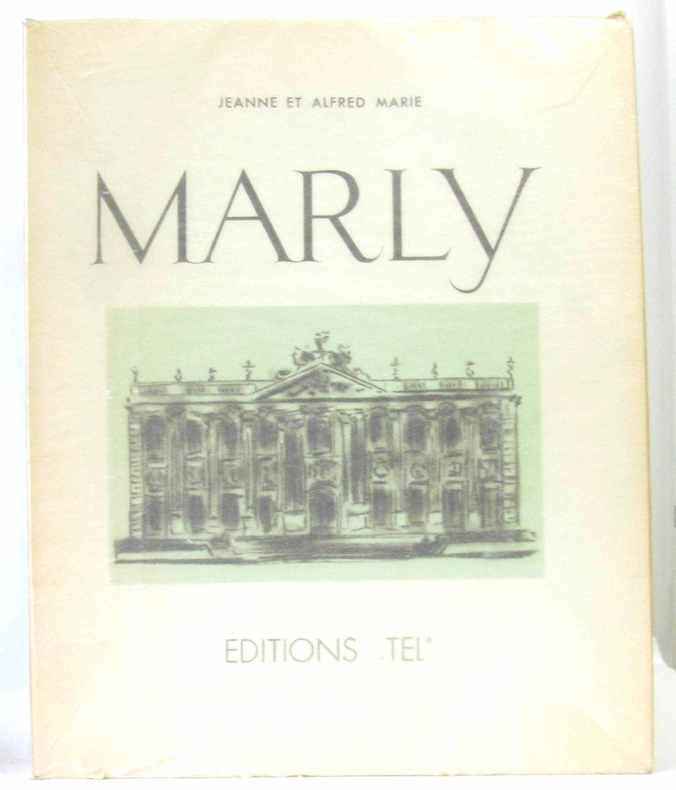 JEANNE ET ALFRED MARIE
MARLY
EDITIONS „TEL"